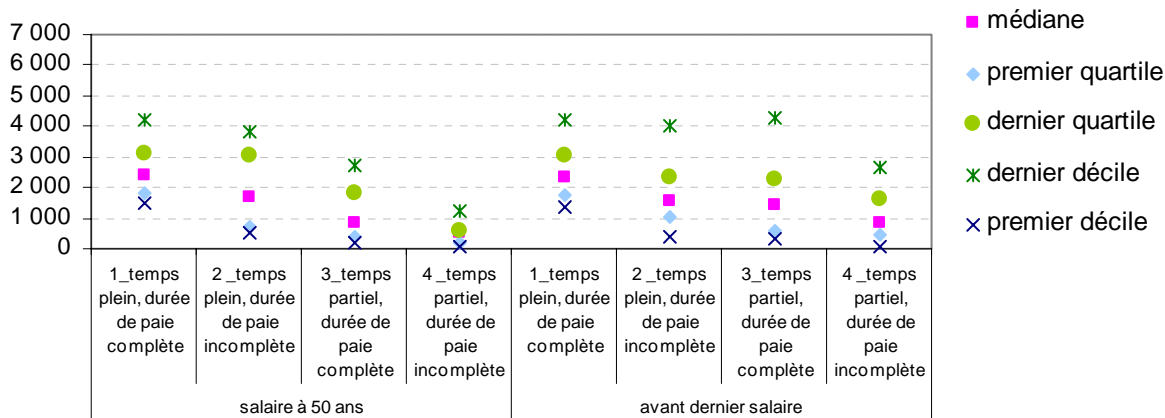 7 000
6 000
5 000
4 000
3 000
2 000
1 000
0
médiane
premier quartile
dernier quartile
dernier décile
premier décile
1_temps
plein, durée
de paie
complète
2 _temps
plein, durée
de paie
incomplète
3_temps
partiel,
durée de
paie
complète
4 _temps
partiel,
durée de
paie
incomplète
1_temps
plein, durée
de paie
complète
2 _temps
plein, durée
de paie
incomplète
3_temps
partiel,
durée de
paie
complète
4 _temps
partiel,
durée de
paie
incomplète
salaire à 50 ans
avant dernier salaire